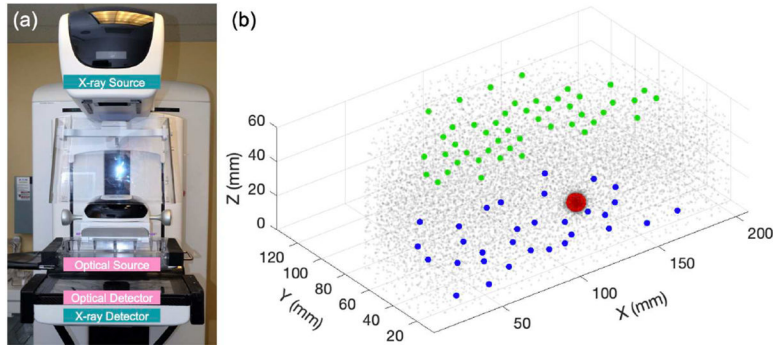 (a)
X-ray Source
Optical Source
Optical Detector
X-ray Detector
(b)
Z (mm)
60
40
20
0
120
100
80
60
40
20
Y (mm)
50
100
150
200
X (mm)